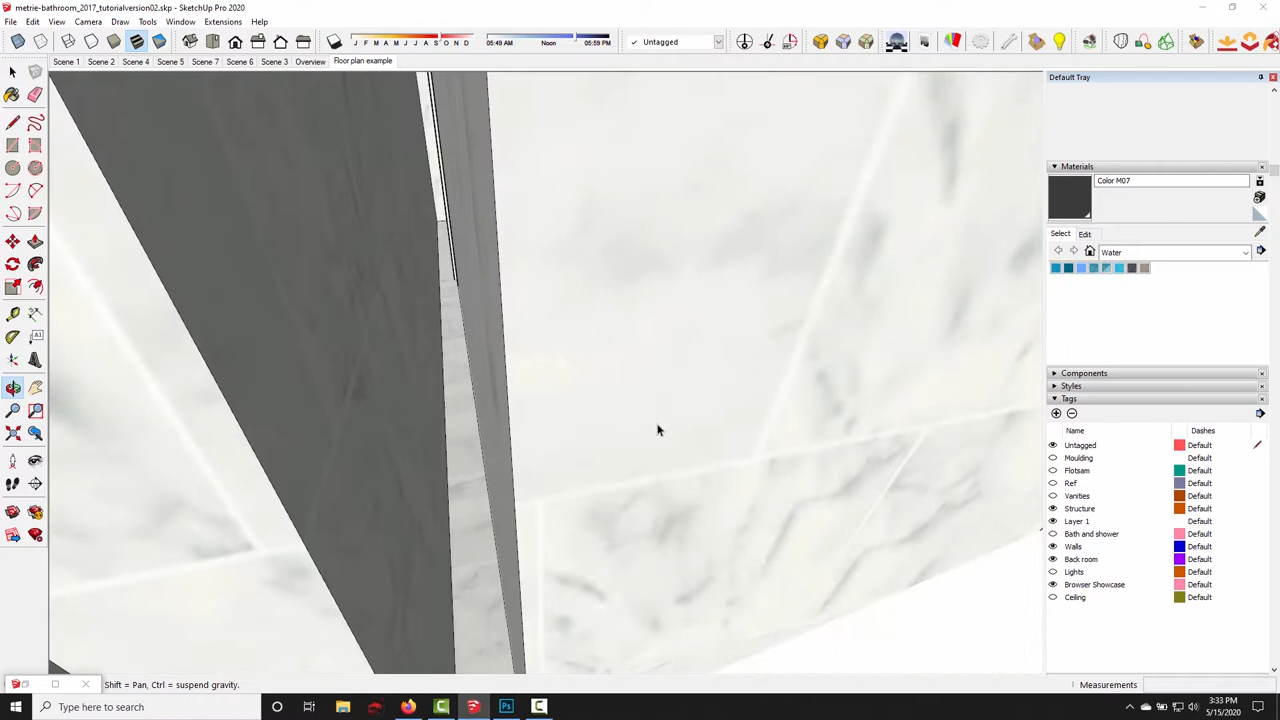 metrie-bathroom_2017_tutorialversion02.skp - SketchUp Pro 2020
File Edit View Camera Draw Tools Window Extensions Help
J F M A M J J A S O N D 05:49 AM Noon 05:59 PM ✓ Untagged
Scene 1 Scene 2 Scene 4 Scene 5 Scene 7 Scene 6 Scene 3 Overview Floor plan example
Default Tray
Materials
Color M07
Select Edit
Water
Components
Styles
Tags
Name Dashes
Untagged Default
Moulding Default
Flotsam Default
Ref Default
Vanities Default
Structure Default
Layer 1 Default
Bath and shower Default
Walls Default
Back room Default
Lights Default
Browser Showcase Default
Ceiling Default
Shift = Pan, Ctrl = suspend gravity. Measurements
Type here to search
3:33 PM
5/15/2020